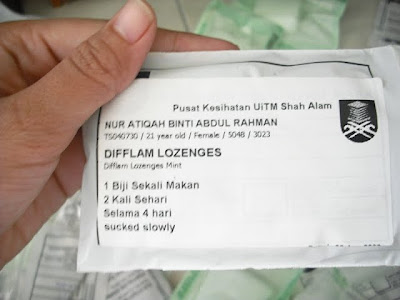 Pusat Kesihatan UiTM Shah Alam
NUR ATIQAH BINTI ABDUL RAHMAN
TS040730 / 21 year old / Female / 5048 / 3023
DIFFLAM LOZENGES
Difflam Lozenges Mint
1 Biji Sekali Makan
2 Kali Sehari
Selama 4 hari
sucked slowly